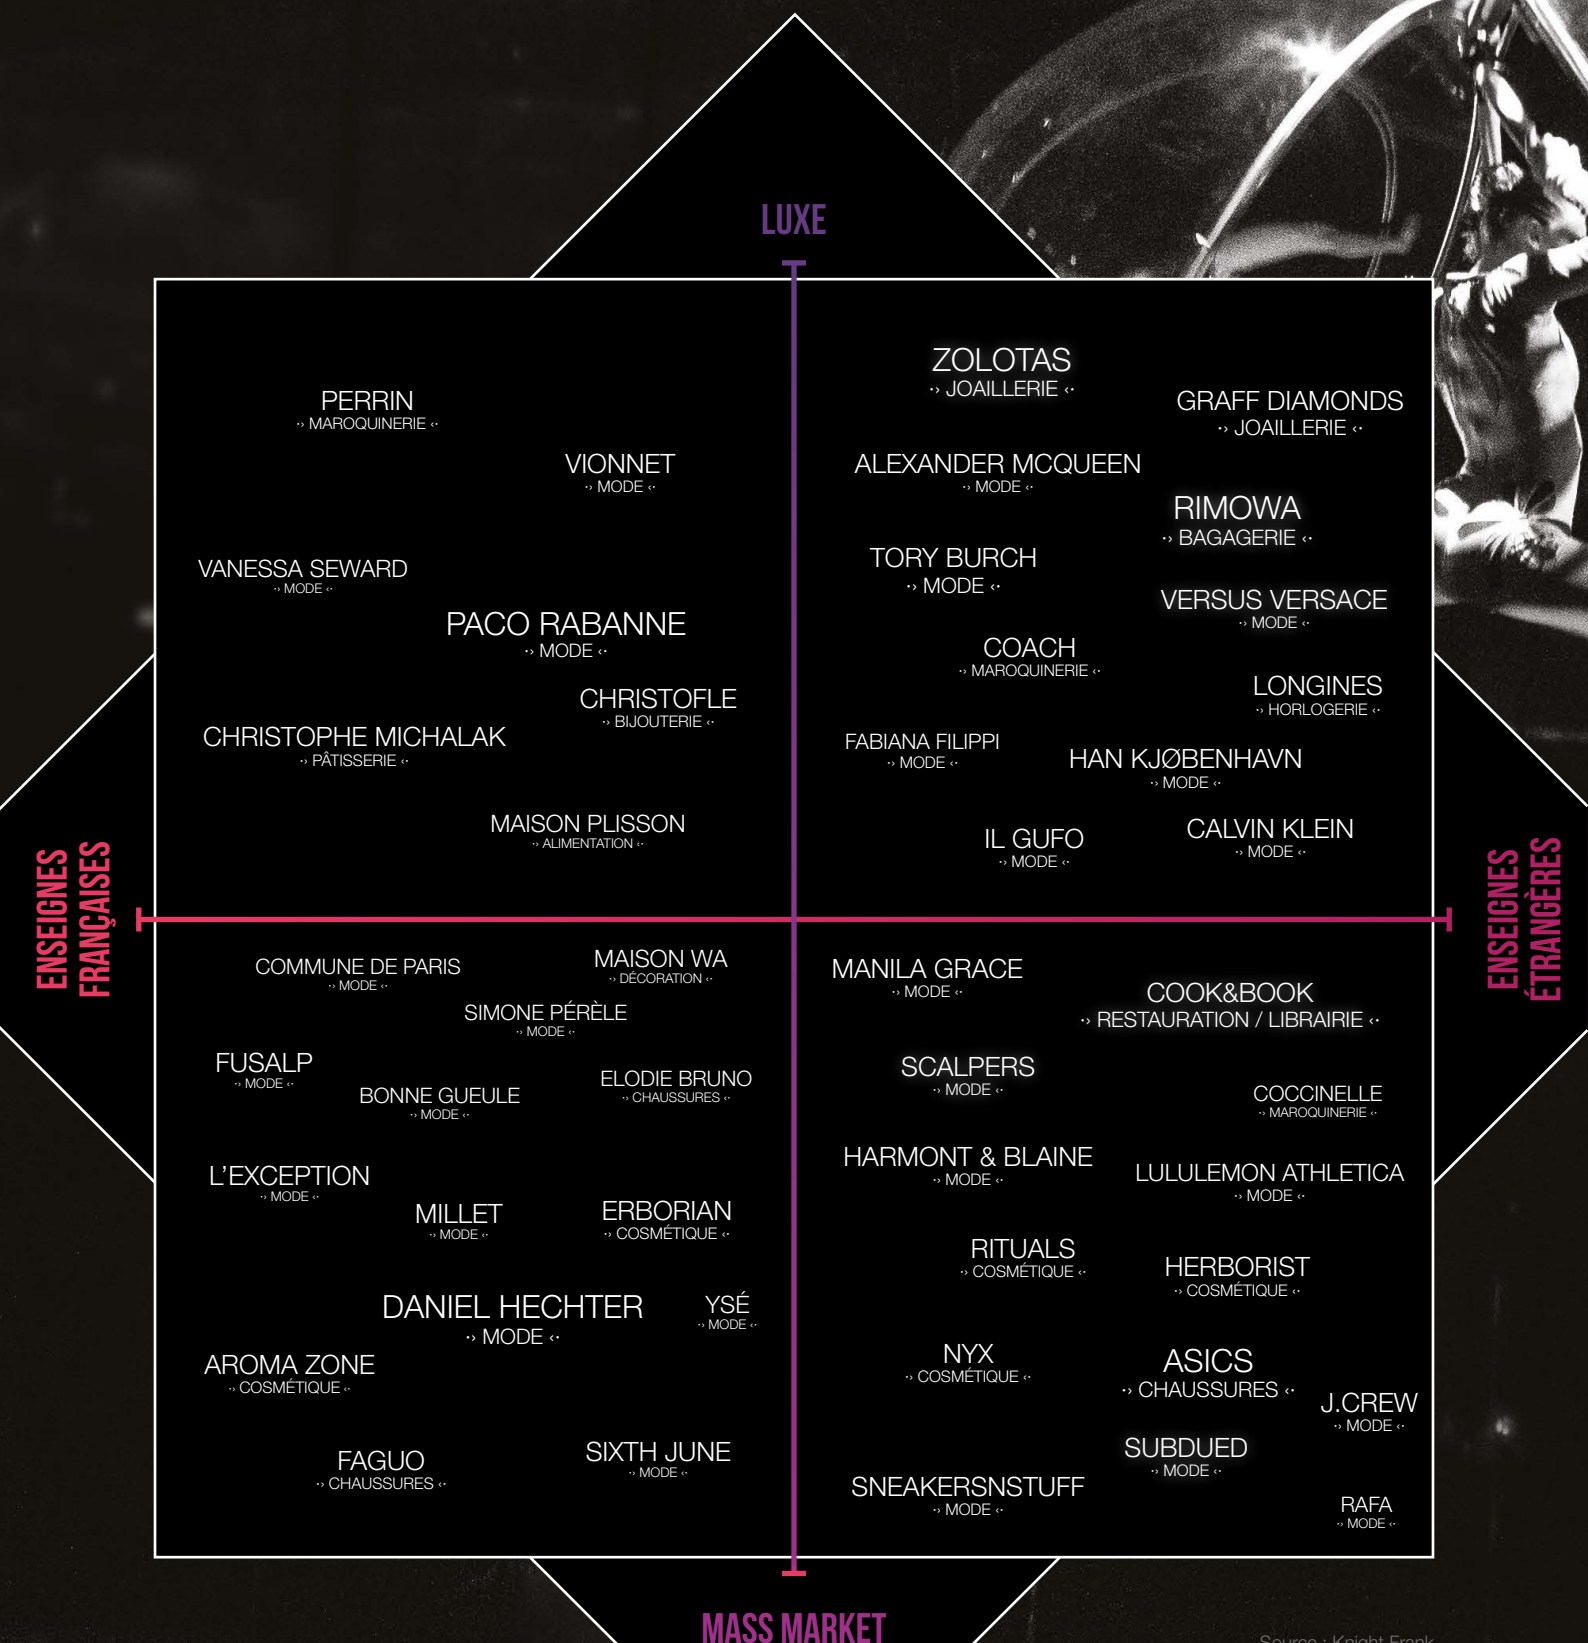 LUXE
PERRIN
·› MAROQUINERIE ‹·
VIONNET
·› MODE ‹·
VANESSA SEWARD
·› MODE ‹·
PACO RABANNE
·› MODE ‹·
CHRISTOFLE
·› BIJOUTERIE ‹·
CHRISTOPHE MICHALAK
·› PÂTISSERIE ‹·
MAISON PLISSON
·› ALIMENTATION ‹·
ZOLOTAS
·› JOAILLERIE ‹·
GRAFF DIAMONDS
·› JOAILLERIE ‹·
ALEXANDER MCQUEEN
·› MODE ‹·
RIMOWA
·› BAGAGERIE ‹·
TORY BURCH
·› MODE ‹·
VERSUS VERSACE
·› MODE ‹·
COACH
·› MAROQUINERIE ‹·
LONGINES
·› HORLOGERIE ‹·
FABIANA FILIPPI
·› MODE ‹·
HAN KJØBENHAVN
·› MODE ‹·
IL GUFO
·› MODE ‹·
CALVIN KLEIN
·› MODE ‹·
ENSEIGNES
FRANÇAISES
ENSEIGNES
ÉTRANGÈRES
COMMUNE DE PARIS
·› MODE ‹·
MAISON WA
·› DÉCORATION ‹·
SIMONE PÉRÈLE
·› MODE ‹·
FUSALP
·› MODE ‹·
BONNE GUEULE
·› MODE ‹·
ELODIE BRUNO
·› CHAUSSURES ‹·
L’EXCEPTION
·› MODE ‹·
MILLET
·› MODE ‹·
ERBORIAN
·› COSMÉTIQUE ‹·
DANIEL HECHTER
·› MODE ‹·
YSÉ
·› MODE ‹·
AROMA ZONE
·› COSMÉTIQUE ‹·
FAGUO
·› CHAUSSURES ‹·
SIXTH JUNE
·› MODE ‹·
MANILA GRACE
·› MODE ‹·
COOK&BOOK
·› RESTAURATION / LIBRAIRIE ‹·
SCALPERS
·› MODE ‹·
COCCINELLE
·› MAROQUINERIE ‹·
HARMONT & BLAINE
·› MODE ‹·
LULULEMON ATHLETICA
·› MODE ‹·
RITUALS
·› COSMÉTIQUE ‹·
HERBORIST
·› COSMÉTIQUE ‹·
NYX
·› COSMÉTIQUE ‹·
ASICS
·› CHAUSSURES ‹·
J.CREW
·› MODE ‹·
SUBDUED
·› MODE ‹·
SNEAKERSNSTUFF
·› MODE ‹·
RAFA
·› MODE ‹·
MASS MARKET
Source : Knight Frank